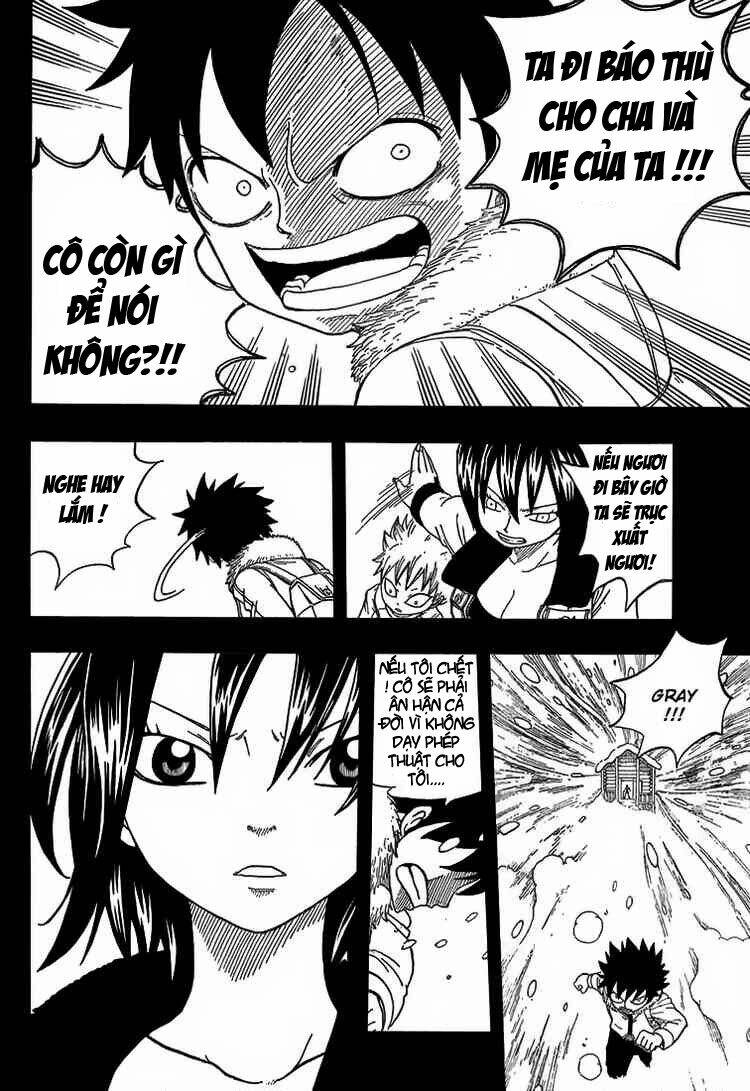 TA ĐI BÁO THÙ
CHO CHA VÀ
MẸ CỦA TA !!!
CÔ CÒN GÌ
ĐỂ NÓI
KHÔNG?!!
NẾU NGƯƠI
ĐI BÂY GIỜ
TA SẼ TRỤC
XUẤT
NGƯƠI!
NGHE HAY
LẮM !
GRAY
!!!
NẾU TÔI CHẾT
! CÔ SẼ PHẢI
ÂN HẬN CẢ
ĐỜI VÌ KHÔNG
DẠY PHÉP
THUẬT CHO
TÔI....